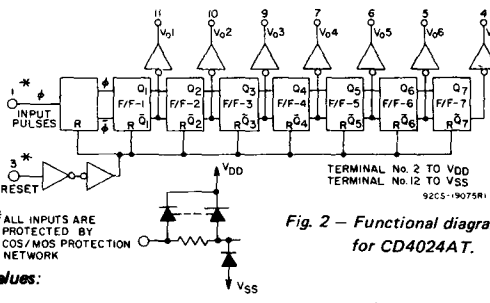 11 10 9 7 6 5 4
Vo1 Vo2 Vo3 Vo4 Vo5 Vo6
1 * φ φ Q1 Q2 Q3 Q4 Q5 Q6 Q7
INPUT PULSES
F/F-1 F/F-2 F/F-3 F/F-4 F/F-5 F/F-6 F/F-7
R φ̄ R Q̄1 R Q̄2 R Q̄3 R Q̄4 R Q̄5 R Q̄6 R Q̄7
3 *
RESET
TERMINAL No. 2 TO VDD
TERMINAL No.12 TO VSS
92CS-19075R1
VDD
*ALL INPUTS ARE
PROTECTED BY
COS/MOS PROTECTION
NETWORK
VSS
Fig. 2 – Functional diagra
for CD4024AT.
alues: